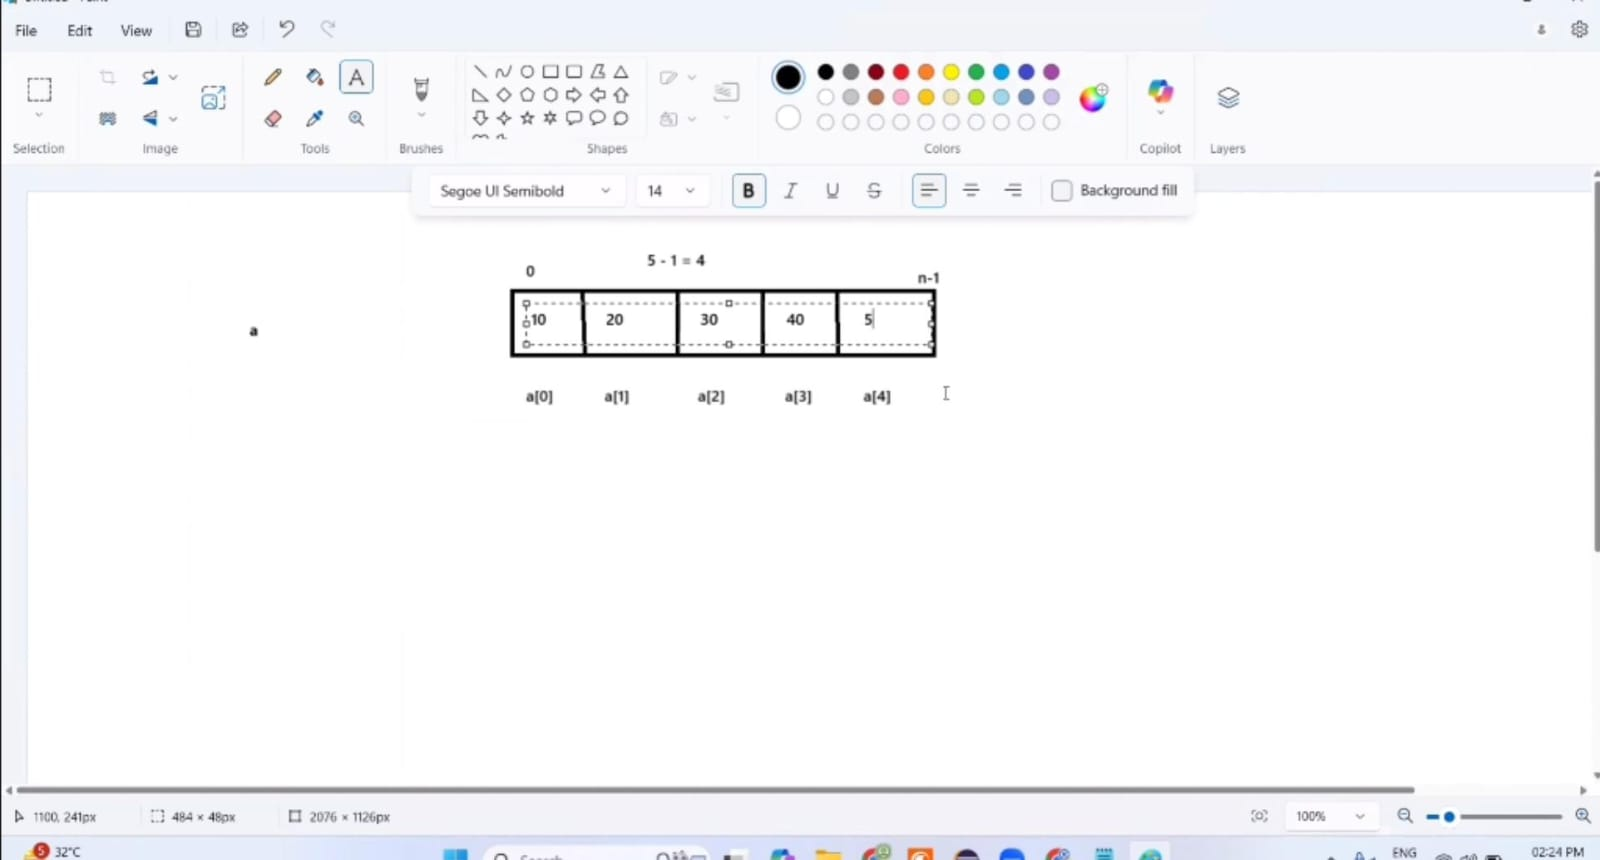 File Edit View
Selection Image Tools Brushes Shapes Colors Copilot Layers
Segoe UI Semibold 14 B I U S Background fill
5 - 1 = 4
0 n-1
10 20 30 40 5
a
a[0] a[1] a[2] a[3] a[4]
1100, 241px 484 × 48px 2076 × 1126px 100%
5 32°C Search ENG 02:24 PM